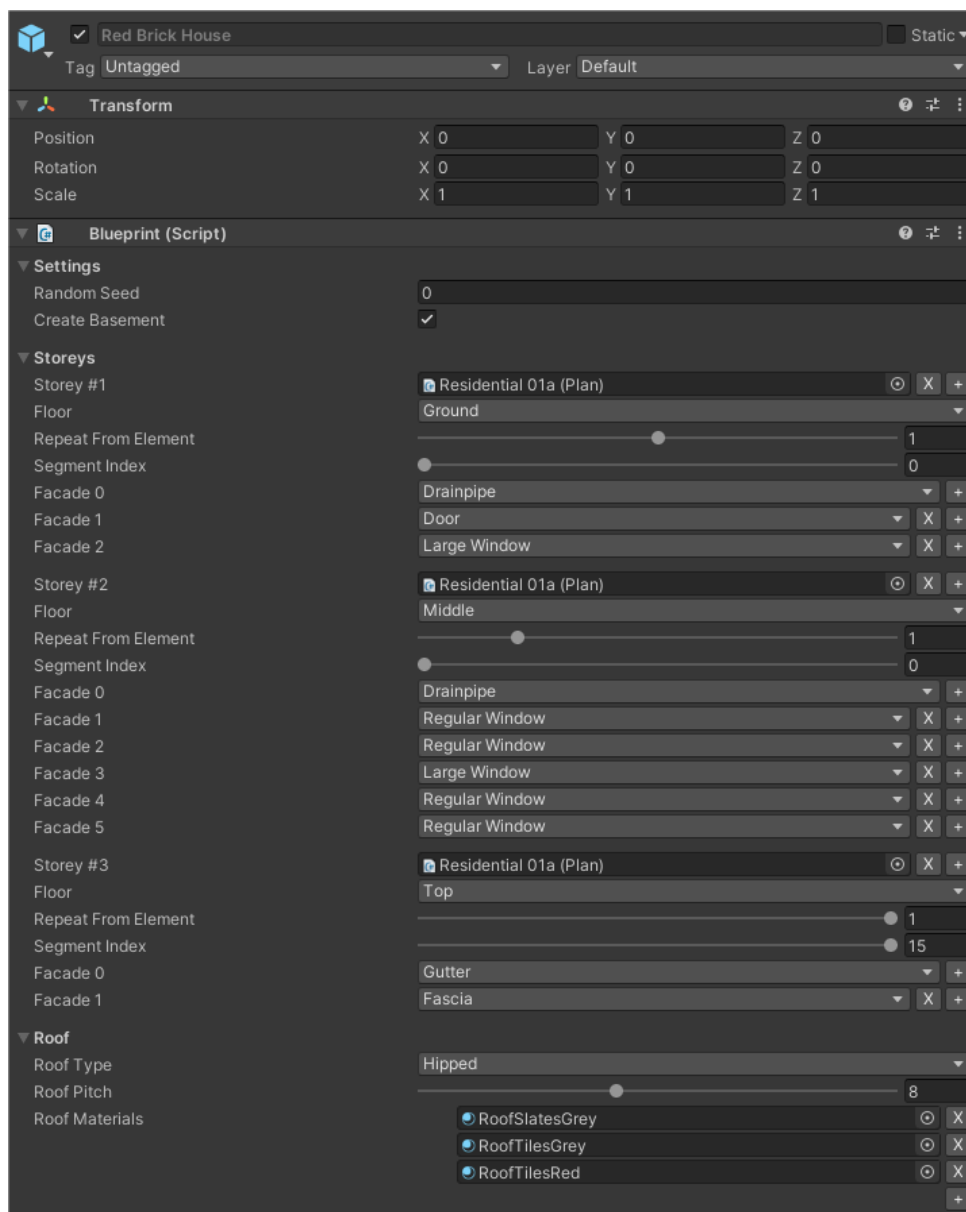 Red Brick House Static
Tag Untagged Layer Default
Transform
Position X 0 Y 0 Z 0
Rotation X 0 Y 0 Z 0
Scale X 1 Y 1 Z 1
Blueprint (Script)
Settings
Random Seed 0
Create Basement
Storeys
Storey #1 Residential 01a (Plan) X +
Floor Ground
Repeat From Element 1
Segment Index 0
Facade 0 Drainpipe +
Facade 1 Door X +
Facade 2 Large Window X +
Storey #2 Residential 01a (Plan) X +
Floor Middle
Repeat From Element 1
Segment Index 0
Facade 0 Drainpipe +
Facade 1 Regular Window X +
Facade 2 Regular Window X +
Facade 3 Large Window X +
Facade 4 Regular Window X +
Facade 5 Regular Window X +
Storey #3 Residential 01a (Plan) X +
Floor Top
Repeat From Element 1
Segment Index 15
Facade 0 Gutter +
Facade 1 Fascia X +
Roof
Roof Type Hipped
Roof Pitch 8
Roof Materials RoofSlatesGrey X
RoofTilesGrey X
RoofTilesRed X
+